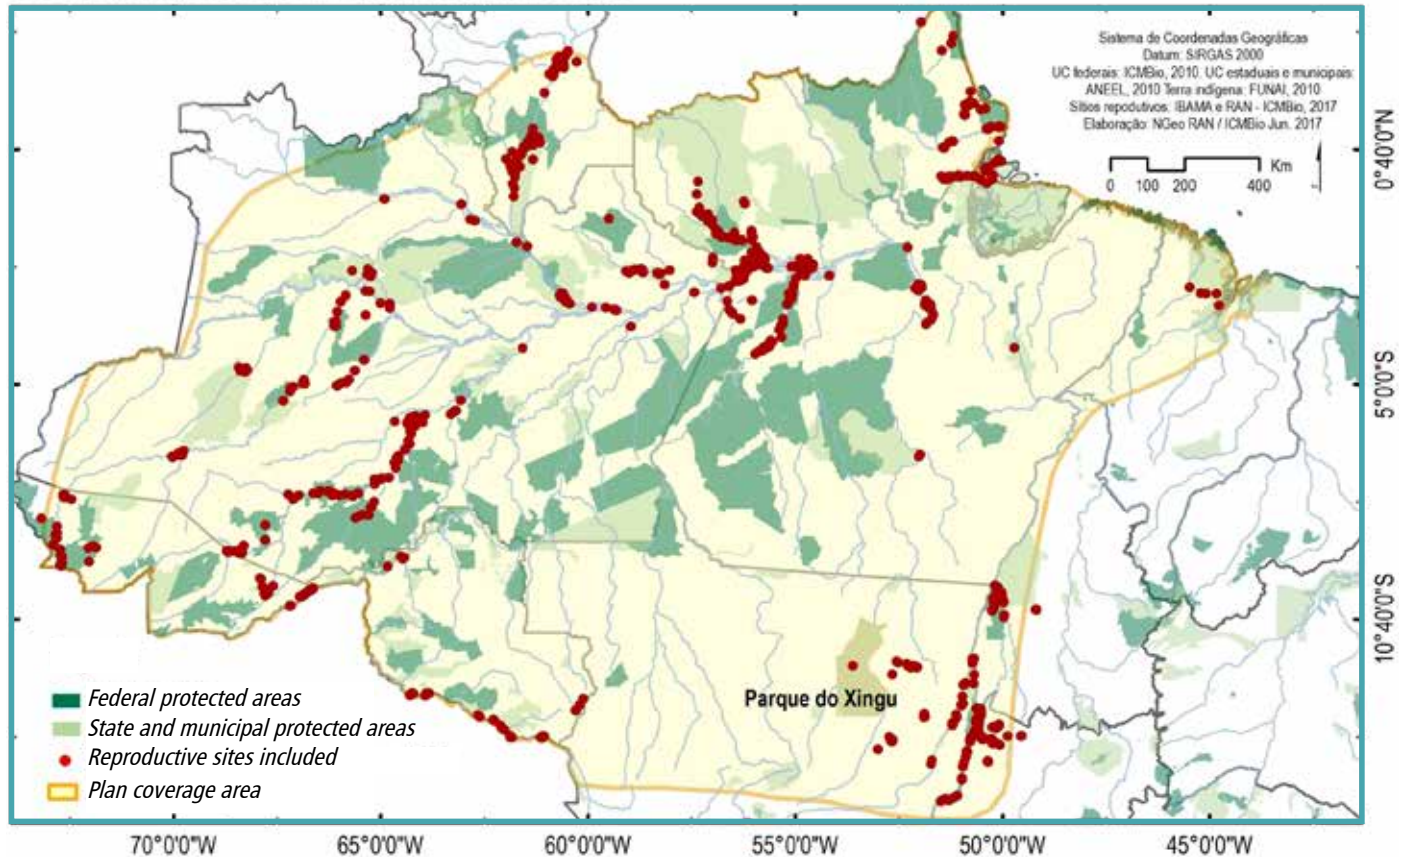 Sistema de Coordenadas Geográficas
Datum: SIRGAS 2000
UC federais: ICMBio, 2010. UC estaduais e municipais:
ANEEL, 2010 Terra indígena: FUNAI, 2010
Sítios repodutivos: IBAMA e RAN - ICMBio, 2017
Elaboração: NGeo RAN / ICMBio Jun. 2017
Km
0 100 200 400
0°40'0"N
5°0'0"S
10°40'0"S
Parque do Xingu
Federal protected areas
State and municipal protected areas
Reproductive sites included
Plan coverage area
70°0'0"W 65°0'0"W 60°0'0"W 55°0'0"W 50°0'0"W 45°0'0"W